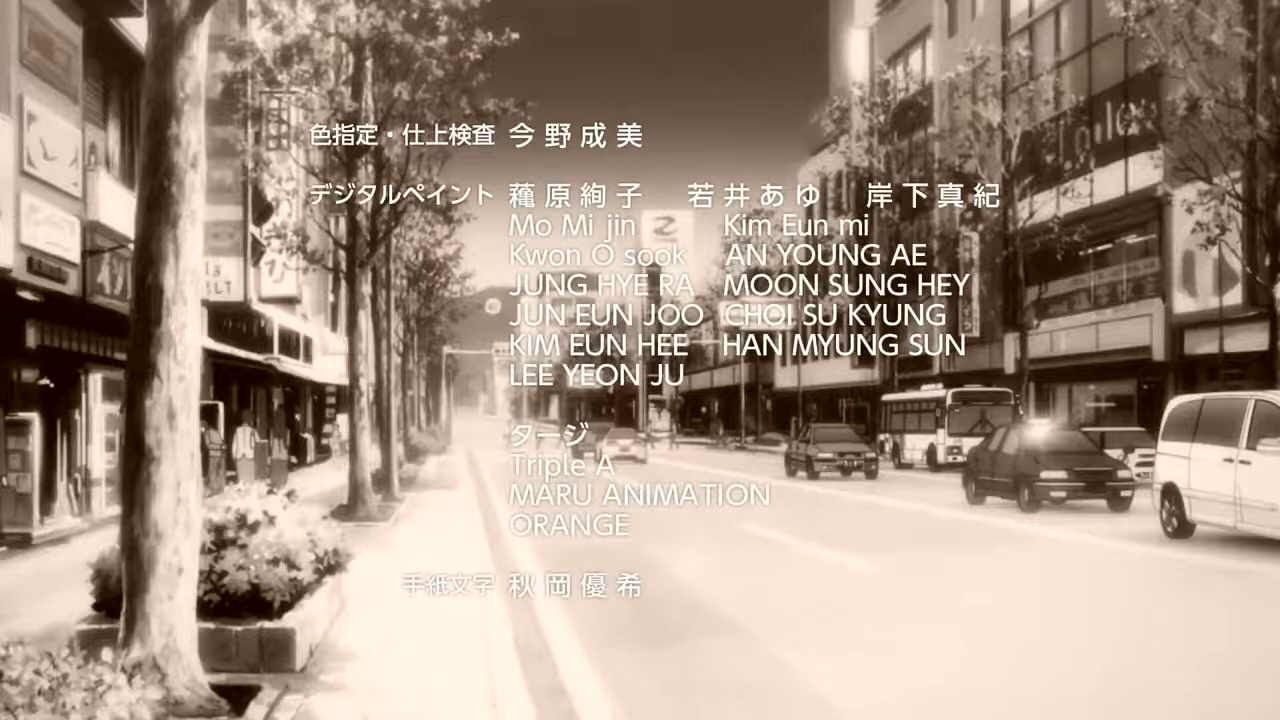 色指定・仕上検査 今野成美
デジタルペイント 蘒原絢子 若井あゆ 岸下真紀
Mo Mi jin Kim Eun mi
Kwon O sook AN YOUNG AE
JUNG HYE RA MOON SUNG HEY
JUN EUN JOO CHOI SU KYUNG
KIM EUN HEE HAN MYUNG SUN
LEE YEON JU
タージ
Triple A
MARU ANIMATION
ORANGE
手紙文字 秋岡優希